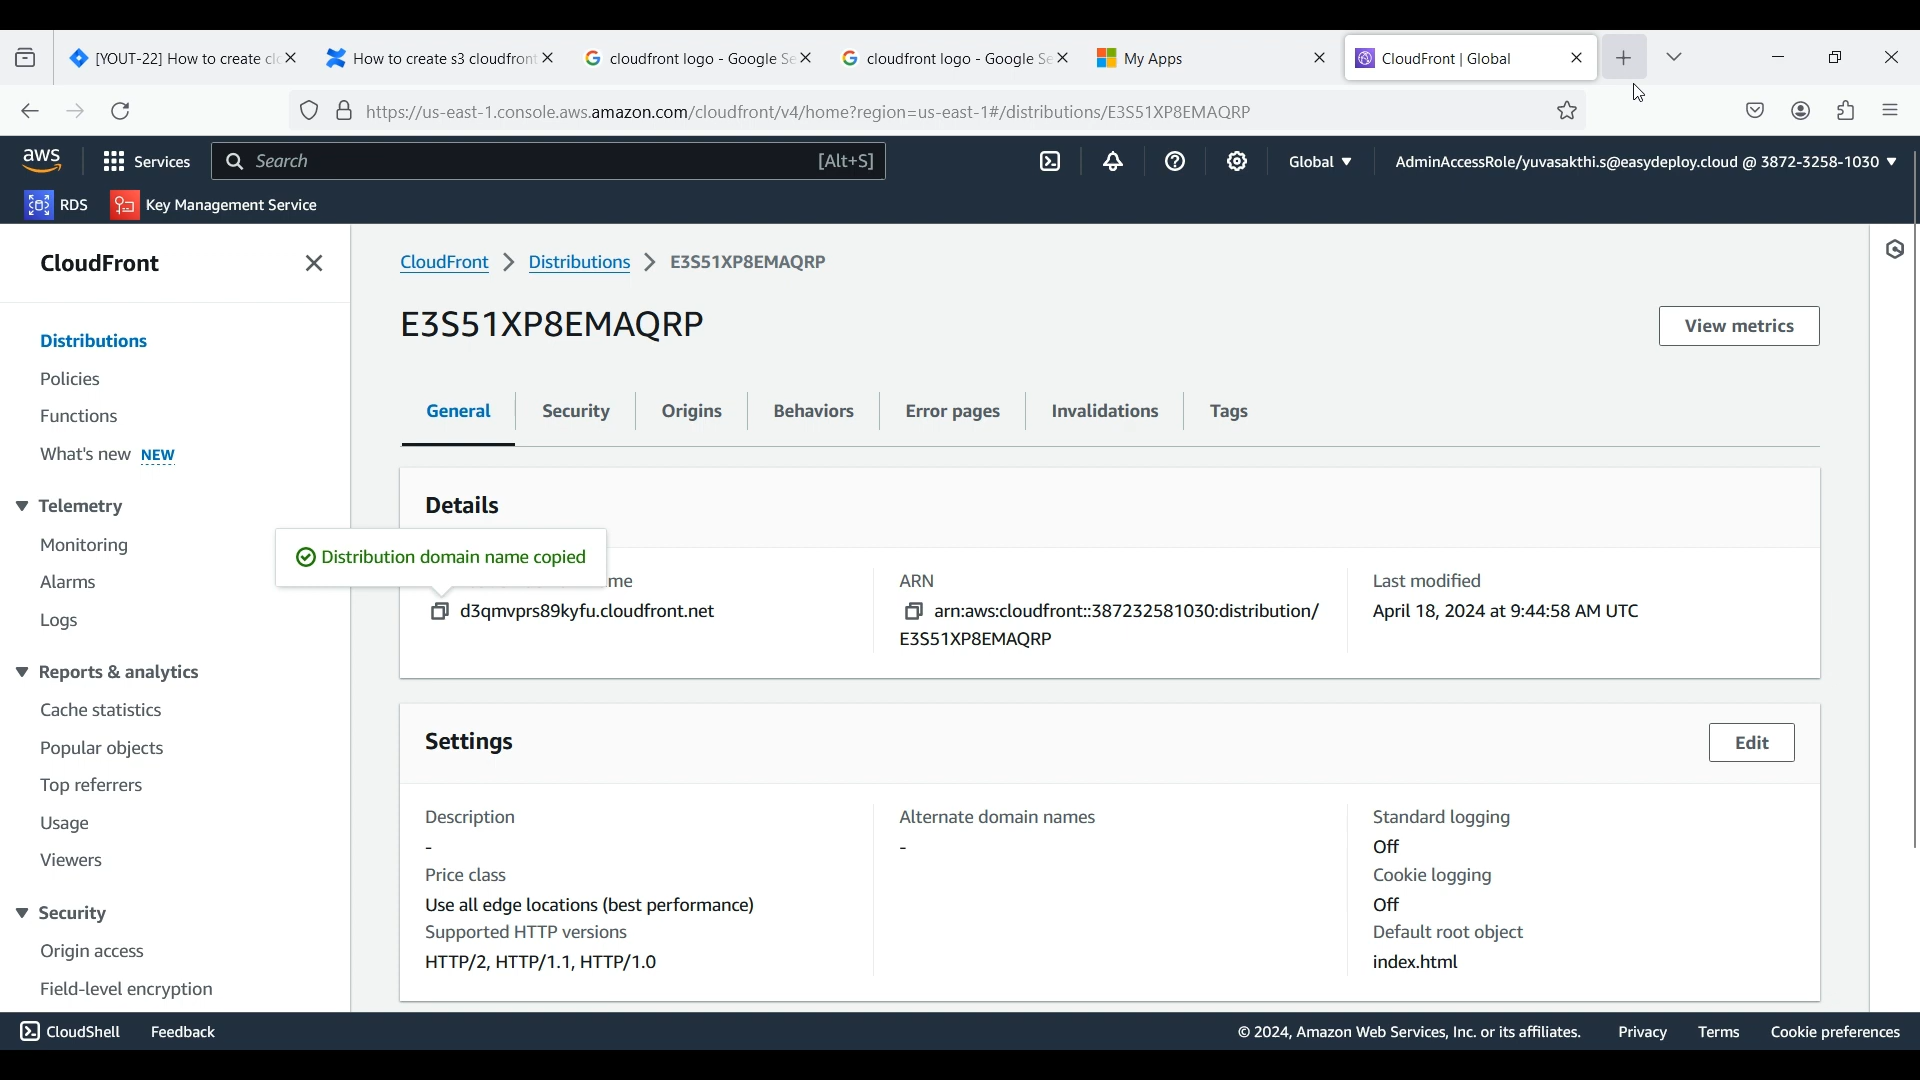 [YOUT-22] How to create clo
How to create s3 cloudfront
cloudfront logo - Google Se
cloudfront logo - Google Se
My Apps
CloudFront | Global
https://us-east-1.console.aws.amazon.com/cloudfront/v4/home?region=us-east-1#/distributions/E3S51XP8EMAQRP
aws
Services
Search
[Alt+S]
Global
AdminAccessRole/yuvasakthi.s@easydeploy.cloud @ 3872-3258-1030
RDS
Key Management Service
CloudFront
Distributions
Policies
Functions
What's new NEW
Telemetry
Monitoring
Alarms
Logs
Reports & analytics
Cache statistics
Popular objects
Top referrers
Usage
Viewers
Security
Origin access
Field-level encryption
CloudFront > Distributions > E3S51XP8EMAQRP
E3S51XP8EMAQRP
View metrics
General
Security
Origins
Behaviors
Error pages
Invalidations
Tags
Details
Distribution domain name copied
me
d3qmvprs89kyfu.cloudfront.net
ARN
arn:aws:cloudfront::387232581030:distribution/
E3S51XP8EMAQRP
Last modified
April 18, 2024 at 9:44:58 AM UTC
Settings
Edit
Description
-
Price class
Use all edge locations (best performance)
Supported HTTP versions
HTTP/2, HTTP/1.1, HTTP/1.0
Alternate domain names
-
Standard logging
Off
Cookie logging
Off
Default root object
index.html
CloudShell
Feedback
© 2024, Amazon Web Services, Inc. or its affiliates.
Privacy
Terms
Cookie preferences